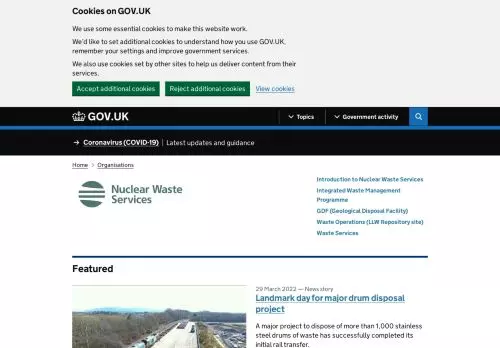 Cookies on GOV.UK
We use some essential cookies to make this website work.
We'd like to set additional cookies to understand how you use GOV.UK,
remember your settings and improve government services.
We also use cookies set by other sites to help us deliver content from their
services.
Accept additional cookies
Reject additional cookies
View cookies
GOV.UK
Topics
Government activity
→ Coronavirus (COVID-19) | Latest updates and guidance
Home > Organisations
Nuclear Waste
Services
Introduction to Nuclear Waste Services
Integrated Waste Management
Programme
GDF (Geological Disposal Facility)
Waste Operations (LLW Repository site)
Waste Services
Featured
29 March 2022 — News story
Landmark day for major drum disposal
project
A major project to dispose of more than 1,000 stainless
steel drums of waste has successfully completed its
initial rail transfer.